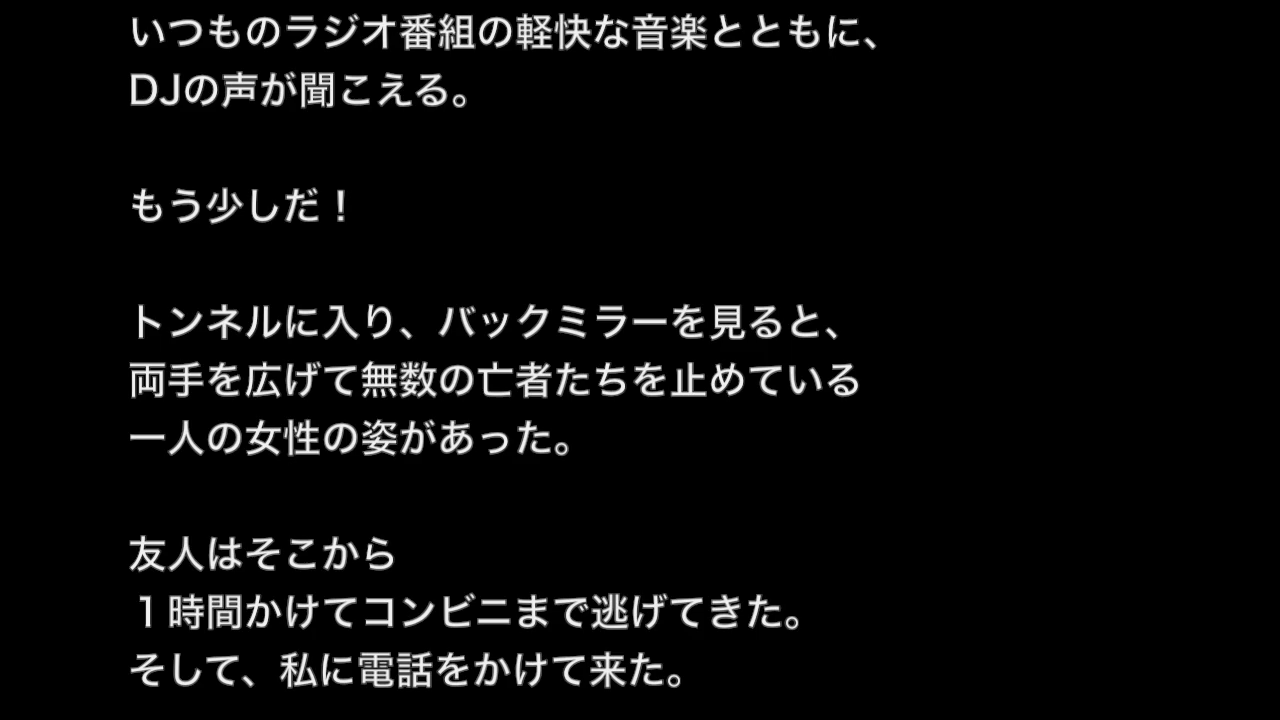 いつものラジオ番組の軽快な音楽とともに、
DJの声が聞こえる。
もう少しだ！
トンネルに入り、バックミラーを見ると、
両手を広げて無数の亡者たちを止めている
一人の女性の姿があった。
友人はそこから
１時間かけてコンビニまで逃げてきた。
そして、私に電話をかけて来た。